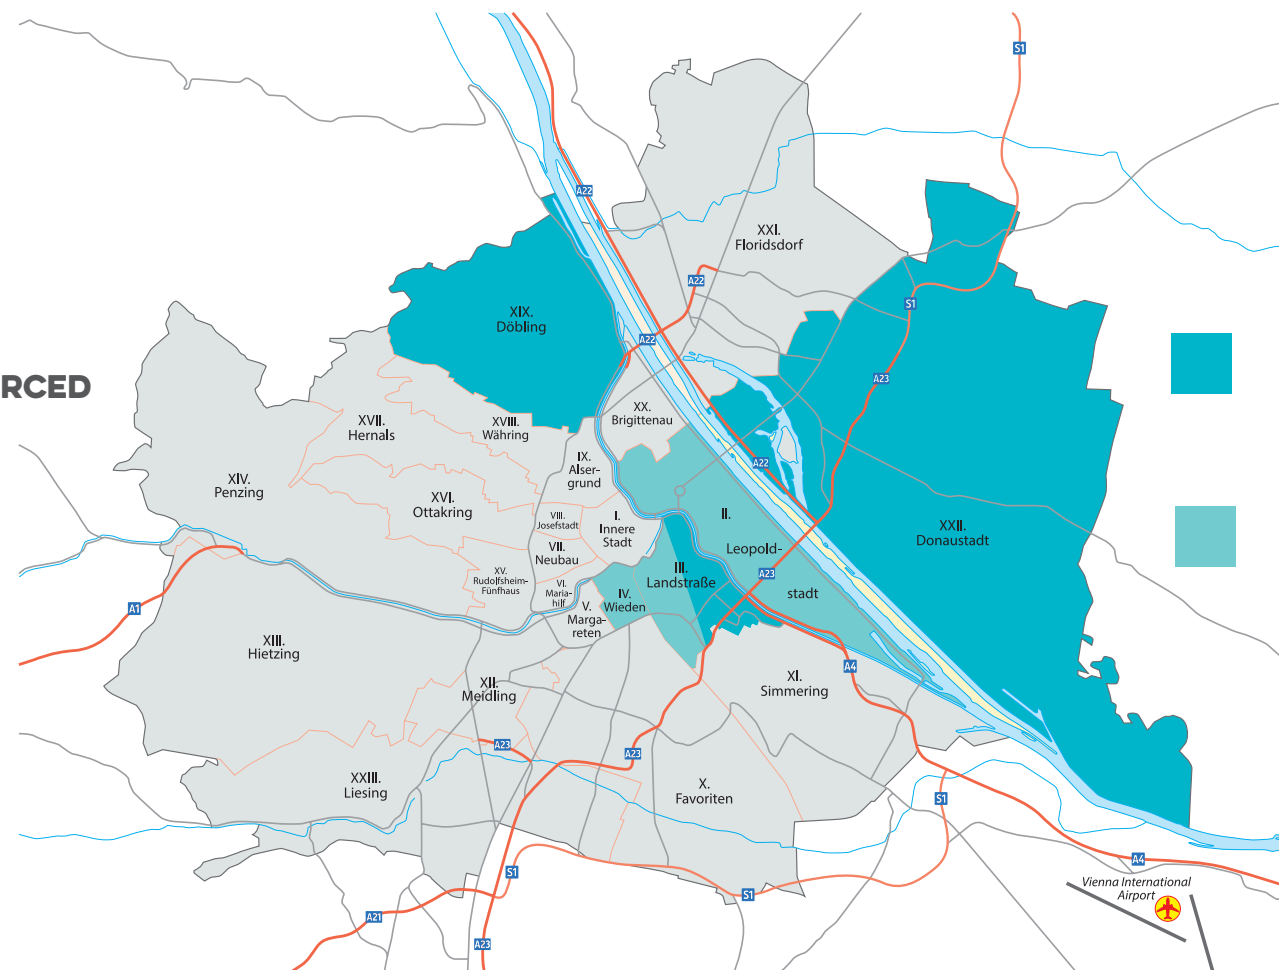 S1
A22
XXI.
Floridsdorf
A22
S1
XIX.
Döbling
A22
A23
RCED
XX.
Brigittenau
XVII.
Hernals
XVIII.
Währing
IX.
Alser-
grund
A22
XIV.
Penzing
XVI.
Ottakring
VIII.
Josefstadt
I.
Innere
Stadt
II.
Leopold-
stadt
XXII.
Donaustadt
VII.
Neubau
III.
Landstraße
A23
XV.
Rudolfsheim-
Fünfhaus
VI.
Maria-
hilf
IV.
Wieden
V.
Marga-
reten
A1
XIII.
Hietzing
XII.
Meidling
XI.
Simmering
A4
A23
A23
XXIII.
Liesing
X.
Favoriten
S1
A4
S1
S1
Vienna International
Airport
A21
A23